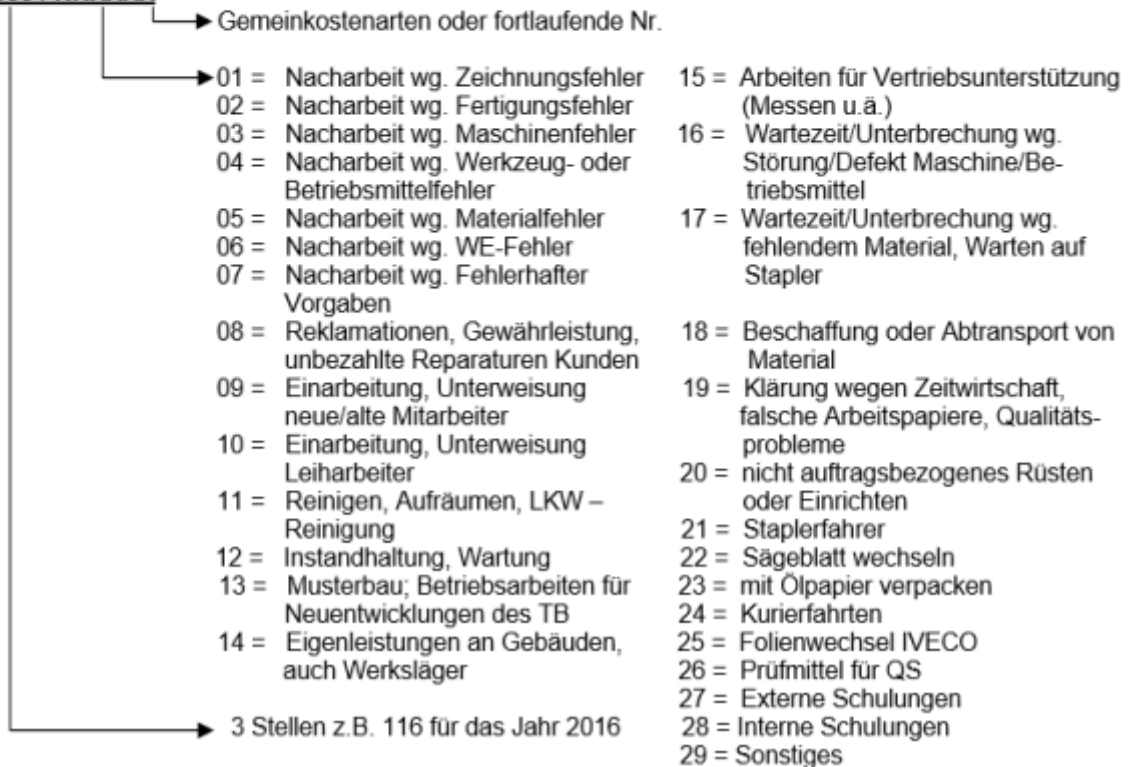 Gemeinkostenarten oder fortlaufende Nr.
01 = Nacharbeit wg. Zeichnungsfehler
02 = Nacharbeit wg. Fertigungsfehler
03 = Nacharbeit wg. Maschinenfehler
04 = Nacharbeit wg. Werkzeug- oder
Betriebsmittelfehler
05 = Nacharbeit wg. Materialfehler
06 = Nacharbeit wg. WE-Fehler
07 = Nacharbeit wg. Fehlerhafter
Vorgaben
08 = Reklamationen, Gewährleistung,
unbezahlte Reparaturen Kunden
09 = Einarbeitung, Unterweisung
neue/alte Mitarbeiter
10 = Einarbeitung, Unterweisung
Leiharbeiter
11 = Reinigen, Aufräumen, LKW –
Reinigung
12 = Instandhaltung, Wartung
13 = Musterbau; Betriebsarbeiten für
Neuentwicklungen des TB
14 = Eigenleistungen an Gebäuden,
auch Werksläger
3 Stellen z.B. 116 für das Jahr 2016
15 = Arbeiten für Vertriebsunterstützung
(Messen u.ä.)
16 = Wartezeit/Unterbrechung wg.
Störung/Defekt Maschine/Be-
triebsmittel
17 = Wartezeit/Unterbrechung wg.
fehlendem Material, Warten auf
Stapler
18 = Beschaffung oder Abtransport von
Material
19 = Klärung wegen Zeitwirtschaft,
falsche Arbeitspapiere, Qualitäts-
probleme
20 = nicht auftragsbezogenes Rüsten
oder Einrichten
21 = Staplerfahrer
22 = Sägeblatt wechseln
23 = mit Ölpapier verpacken
24 = Kurierfahrten
25 = Folienwechsel IVECO
26 = Prüfmittel für QS
27 = Externe Schulungen
28 = Interne Schulungen
29 = Sonstiges